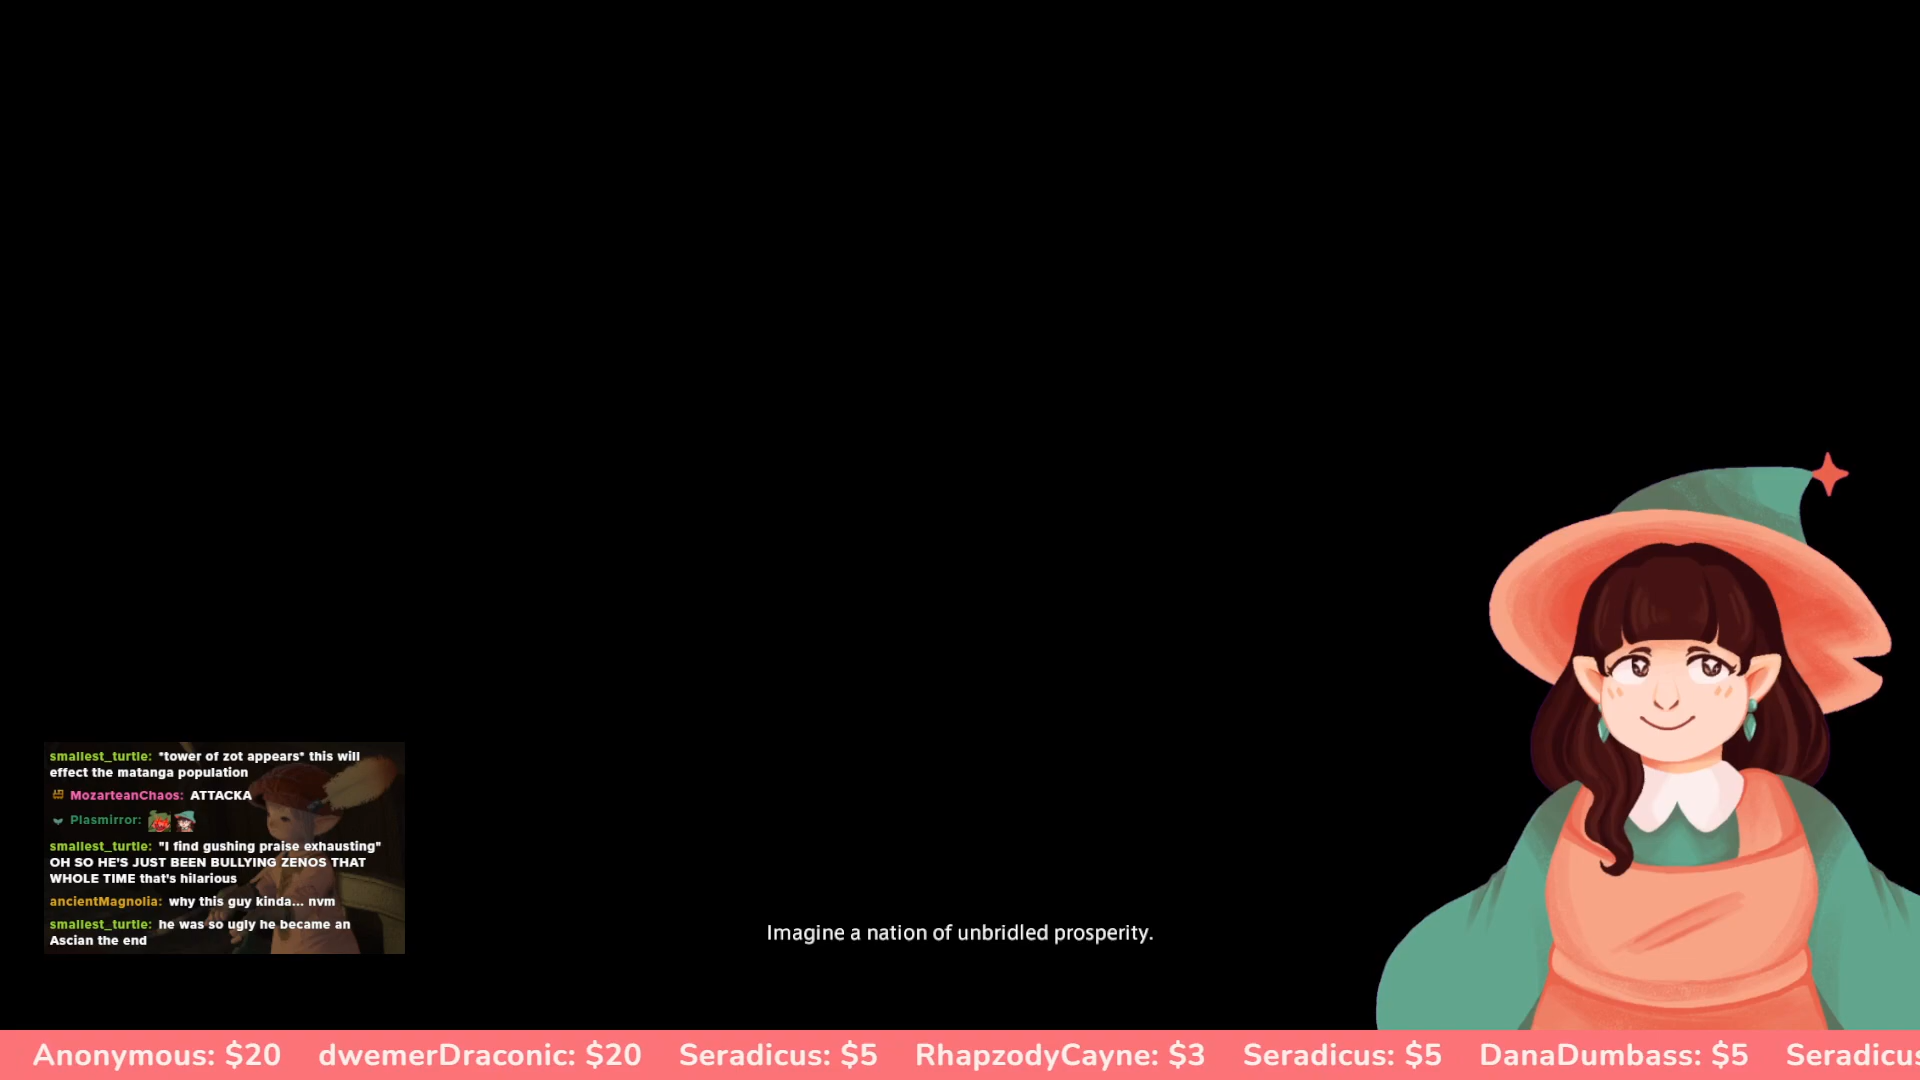 smallest_turtle: *tower of zot appears* this will
effect the matanga population
MozarteanChaos: ATTACKA
Plasmirror:
smallest_turtle: "I find gushing praise exhausting"
OH SO HE'S JUST BEEN BULLYING ZENOS THAT
WHOLE TIME that's hilarious
ancientMagnolia: why this guy kinda... nvm
smallest_turtle: he was so ugly he became an
Ascian the end
Imagine a nation of unbridled prosperity.
Anonymous: $20 dwemerDraconic: $20 Seradicus: $5 RhapzodyCayne: $3 Seradicus: $5 DanaDumbass: $5 Seradicus